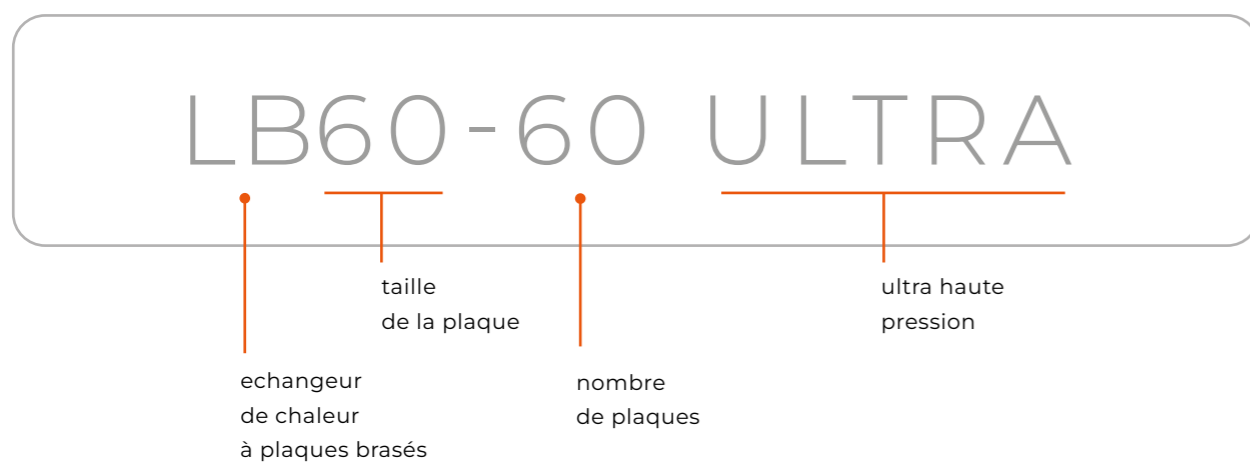 LB60-60 ULTRA
taille
de la plaque
ultra haute
pression
echangeur
de chaleur
à plaques brasés
nombre
de plaques